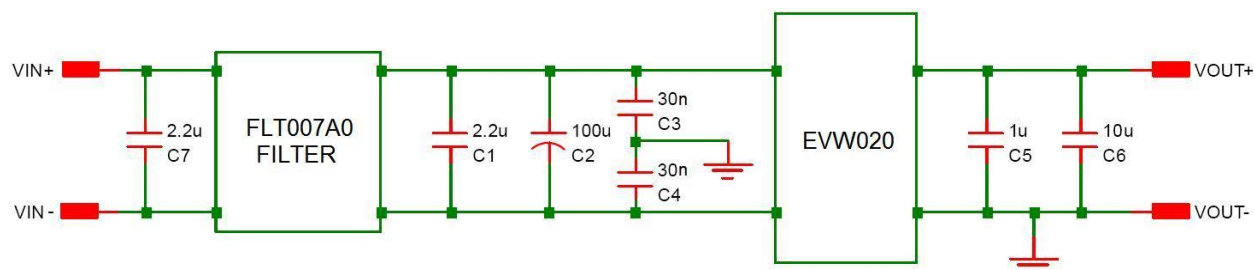 VIN+
2.2u
C7
VIN -
FLT007A0
FILTER
2.2u
C1
100u
C2
30n
C3
30n
C4
EVW020
1u
C5
10u
C6
VOUT+
VOUT-